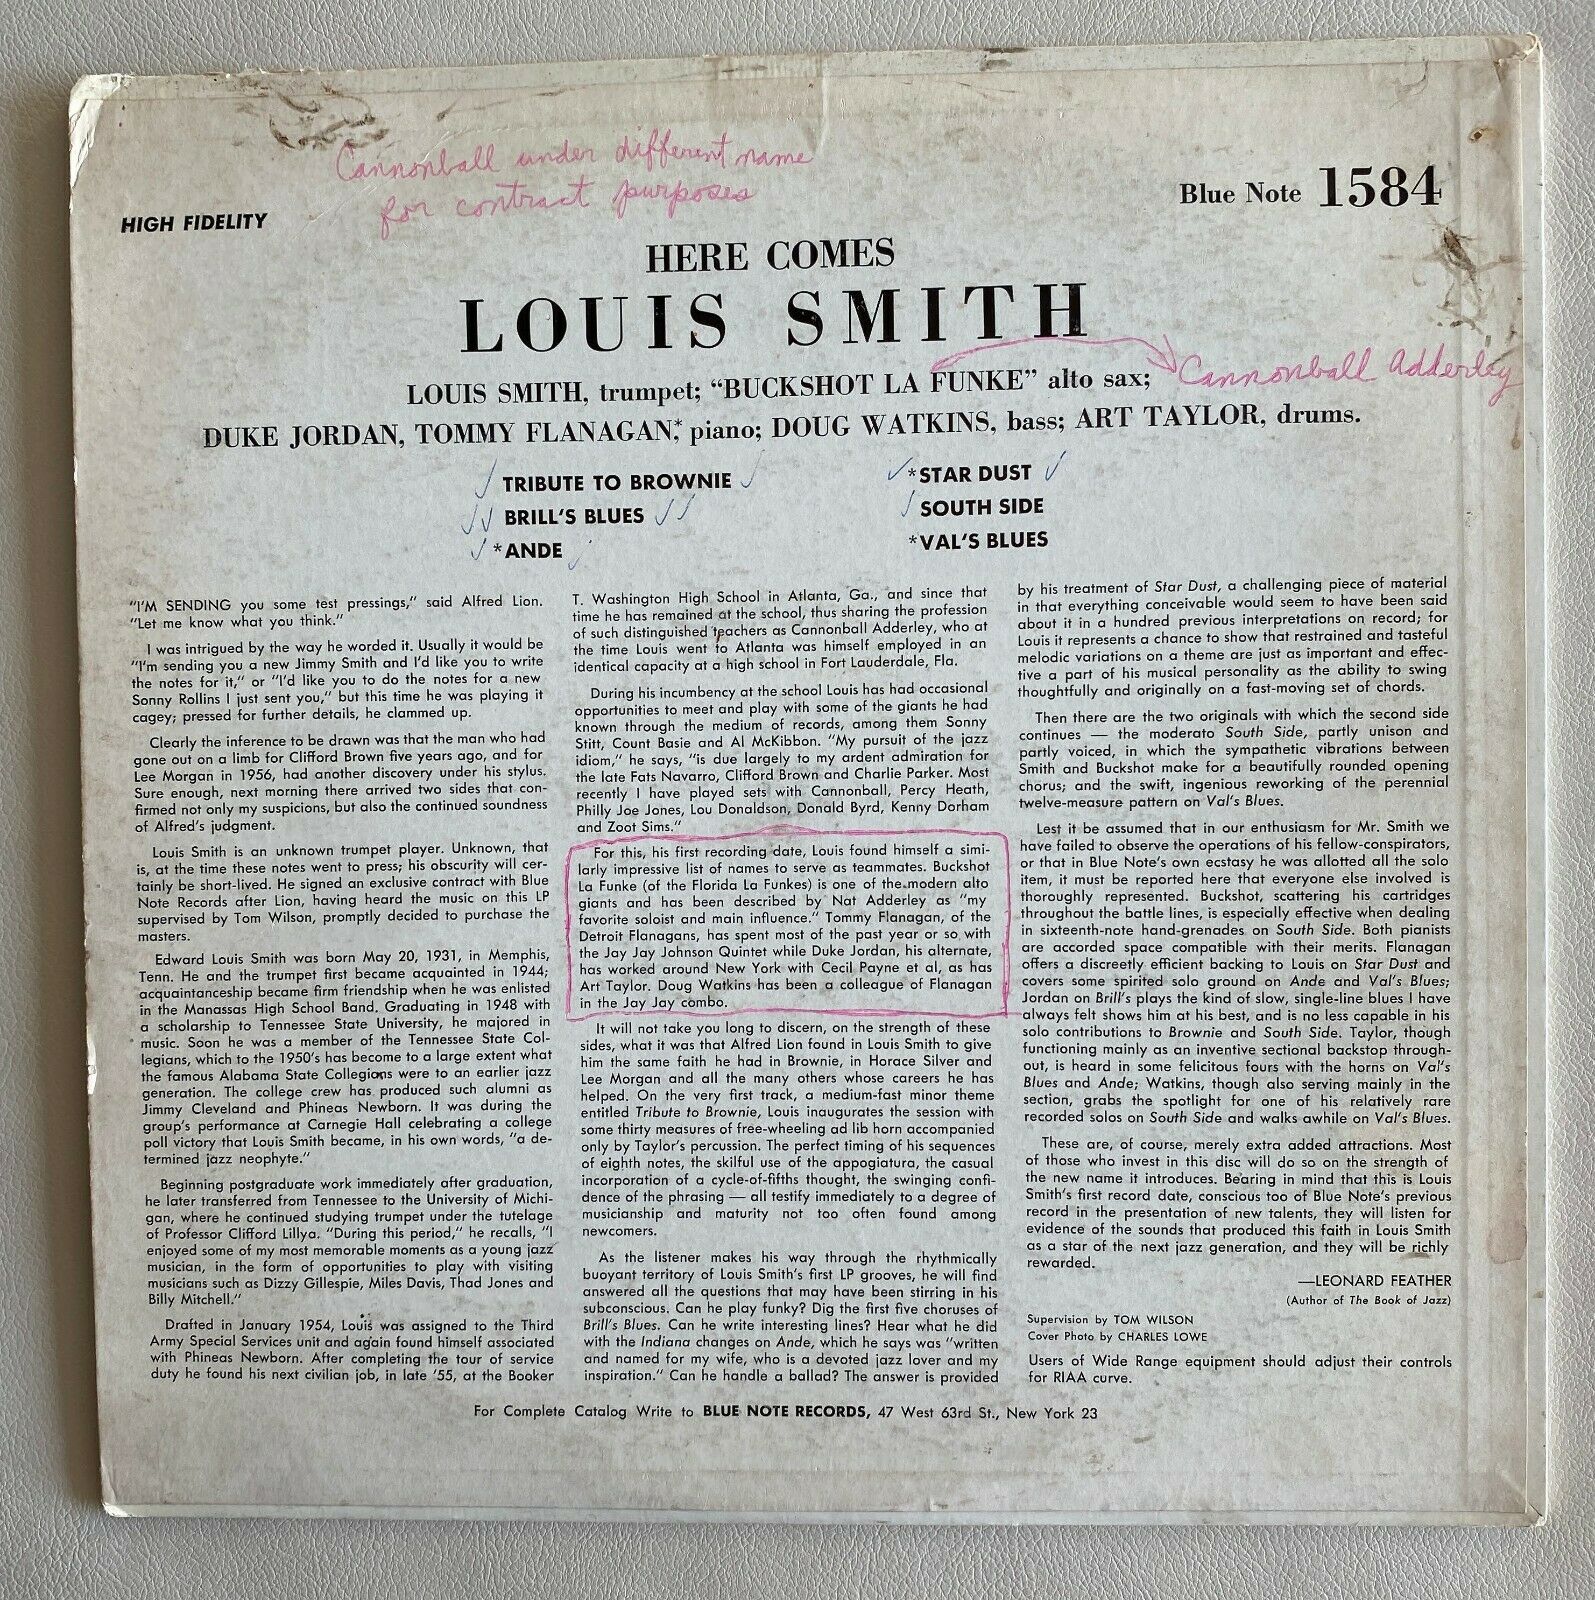 Cannonball under different name
for contract purposes
HIGH FIDELITY
Blue Note 1584
HERE COMES
LOUIS SMITH
LOUIS SMITH, trumpet; “BUCKSHOT LA FUNKE” alto sax; Cannonball Adderley
DUKE JORDAN, TOMMY FLANAGAN,* piano; DOUG WATKINS, bass; ART TAYLOR, drums.
TRIBUTE TO BROWNIE
BRILL'S BLUES
*ANDE
*STAR DUST
SOUTH SIDE
*VAL'S BLUES
"I'M SENDING you some test pressings," said Alfred Lion.
"Let me know what you think."
I was intrigued by the way he worded it. Usually it would be
"I'm sending you a new Jimmy Smith and I'd like you to write
the notes for it," or "I'd like you to do the notes for a new
Sonny Rollins I just sent you," but this time he was playing it
cagey; pressed for further details, he clammed up.
Clearly the inference to be drawn was that the man who had
gone out on a limb for Clifford Brown five years ago, and for
Lee Morgan in 1956, had another discovery under his stylus.
Sure enough, next morning there arrived two sides that con-
firmed not only my suspicions, but also the continued soundness
of Alfred's judgment.
Louis Smith is an unknown trumpet player. Unknown, that
is, at the time these notes went to press; his obscurity will cer-
tainly be short-lived. He signed an exclusive contract with Blue
Note Records after Lion, having heard the music on this LP
supervised by Tom Wilson, promptly decided to purchase the
masters.
Edward Louis Smith was born May 20, 1931, in Memphis,
Tenn. He and the trumpet first became acquainted in 1944;
acquaintanceship became firm friendship when he was enlisted
in the Manassas High School Band. Graduating in 1948 with
a scholarship to Tennessee State University, he majored in
music. Soon he was a member of the Tennessee State Col-
legians, which to the 1950's has become to a large extent what
the famous Alabama State Collegians were to an earlier jazz
generation. The college crew has produced such alumni as
Jimmy Cleveland and Phineas Newborn. It was during the
group's performance at Carnegie Hall celebrating a college
poll victory that Louis Smith became, in his own words, "a de-
termined jazz neophyte."
Beginning postgraduate work immediately after graduation,
he later transferred from Tennessee to the University of Michi-
gan, where he continued studying trumpet under the tutelage
of Professor Clifford Lillya. "During this period," he recalls, "I
enjoyed some of my most memorable moments as a young jazz
musician, in the form of opportunities to play with visiting
musicians such as Dizzy Gillespie, Miles Davis, Thad Jones and
Billy Mitchell."
Drafted in January 1954, Louis was assigned to the Third
Army Special Services unit and again found himself associated
with Phineas Newborn. After completing the tour of service
duty he found his next civilian job, in late '55, at the Booker
T. Washington High School in Atlanta, Ga., and since that
time he has remained at the school, thus sharing the profession
of such distinguished teachers as Cannonball Adderley, who at
the time Louis went to Atlanta was himself employed in an
identical capacity at a high school in Fort Lauderdale, Fla.
During his incumbency at the school Louis has had occasional
opportunities to meet and play with some of the giants he had
known through the medium of records, among them Sonny
Stitt, Count Basie and Al McKibbon. "My pursuit of the jazz
idiom," he says, "is due largely to my ardent admiration for
the late Fats Navarro, Clifford Brown and Charlie Parker. Most
recently I have played sets with Cannonball, Percy Heath,
Philly Joe Jones, Lou Donaldson, Donald Byrd, Kenny Dorham
and Zoot Sims."
For this, his first recording date, Louis found himself a simi-
larly impressive list of names to serve as teammates. Buckshot
La Funke (of the Florida La Funkes) is one of the modern alto
giants and has been described by Nat Adderley as "my
favorite soloist and main influence." Tommy Flanagan, of the
Detroit Flanagans, has spent most of the past year or so with
the Jay Jay Johnson Quintet while Duke Jordan, his alternate,
has worked around New York with Cecil Payne et al, as has
Art Taylor. Doug Watkins has been a colleague of Flanagan
in the Jay Jay combo.
It will not take you long to discern, on the strength of these
sides, what it was that Alfred Lion found in Louis Smith to give
him the same faith he had in Brownie, in Horace Silver and
Lee Morgan and all the many others whose careers he has
helped. On the very first track, a medium-fast minor theme
entitled Tribute to Brownie, Louis inaugurates the session with
some thirty measures of free-wheeling ad lib horn accompanied
only by Taylor's percussion. The perfect timing of his sequences
of eighth notes, the skilful use of the appogiatura, the casual
incorporation of a cycle-of-fifths thought, the swinging confi-
dence of the phrasing — all testify immediately to a degree of
musicianship and maturity not too often found among
newcomers.
As the listener makes his way through the rhythmically
buoyant territory of Louis Smith's first LP grooves, he will find
answered all the questions that may have been stirring in his
subconscious. Can he play funky? Dig the first five choruses of
Brill's Blues. Can he write interesting lines? Hear what he did
with the Indiana changes on Ande, which he says was "written
and named for my wife, who is a devoted jazz lover and my
inspiration." Can he handle a ballad? The answer is provided
by his treatment of Star Dust, a challenging piece of material
in that everything conceivable would seem to have been said
about it in a hundred previous interpretations on record; for
Louis it represents a chance to show that restrained and tasteful
melodic variations on a theme are just as important and effec-
tive a part of his musical personality as the ability to swing
thoughtfully and originally on a fast-moving set of chords.
Then there are the two originals with which the second side
continues — the moderato South Side, partly unison and
partly voiced, in which the sympathetic vibrations between
Smith and Buckshot make for a beautifully rounded opening
chorus; and the swift, ingenious reworking of the perennial
twelve-measure pattern on Val's Blues.
Lest it be assumed that in our enthusiasm for Mr. Smith we
have failed to observe the operations of his fellow-conspirators,
or that in Blue Note's own ecstasy he was allotted all the solo
item, it must be reported here that everyone else involved is
thoroughly represented. Buckshot, scattering his cartridges
throughout the battle lines, is especially effective when dealing
in sixteenth-note hand-grenades on South Side. Both pianists
are accorded space compatible with their merits. Flanagan
offers a discreetly efficient backing to Louis on Star Dust and
covers some spirited solo ground on Ande and Val's Blues;
Jordan on Brill's plays the kind of slow, single-line blues I have
always felt shows him at his best, and is no less capable in his
solo contributions to Brownie and South Side. Taylor, though
functioning mainly as an inventive sectional backstop through-
out, is heard in some felicitous fours with the horns on Val's
Blues and Ande; Watkins, though also serving mainly in the
section, grabs the spotlight for one of his relatively rare
recorded solos on South Side and walks awhile on Val's Blues.
These are, of course, merely extra added attractions. Most
of those who invest in this disc will do so on the strength of
the new name it introduces. Bearing in mind that this is Louis
Smith's first record date, conscious too of Blue Note's previous
record in the presentation of new talents, they will listen for
evidence of the sounds that produced this faith in Louis Smith
as a star of the next jazz generation, and they will be richly
rewarded.
—LEONARD FEATHER
(Author of The Book of Jazz)
Supervision by TOM WILSON
Cover Photo by CHARLES LOWE
Users of Wide Range equipment should adjust their controls
for RIAA curve.
For Complete Catalog Write to BLUE NOTE RECORDS, 47 West 63rd St., New York 23